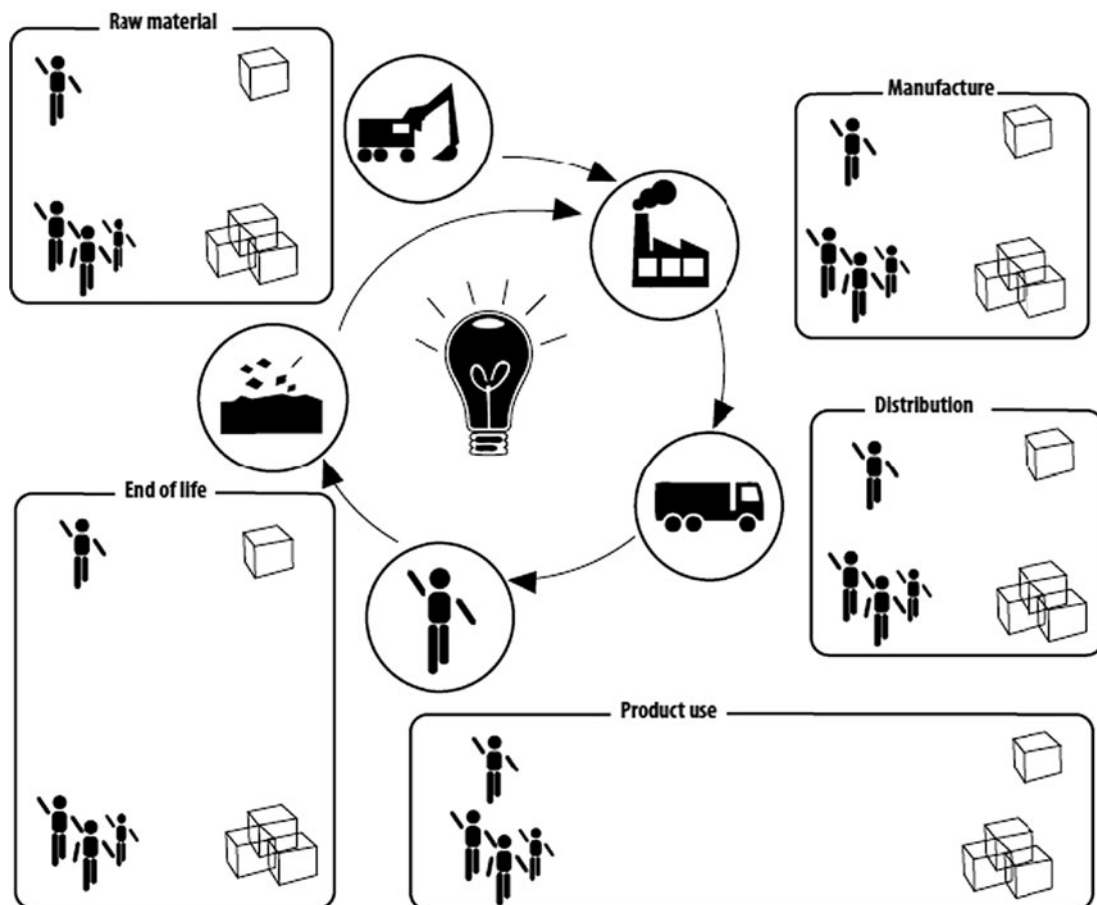 Raw material
Manufacture
Distribution
End of life
Product use